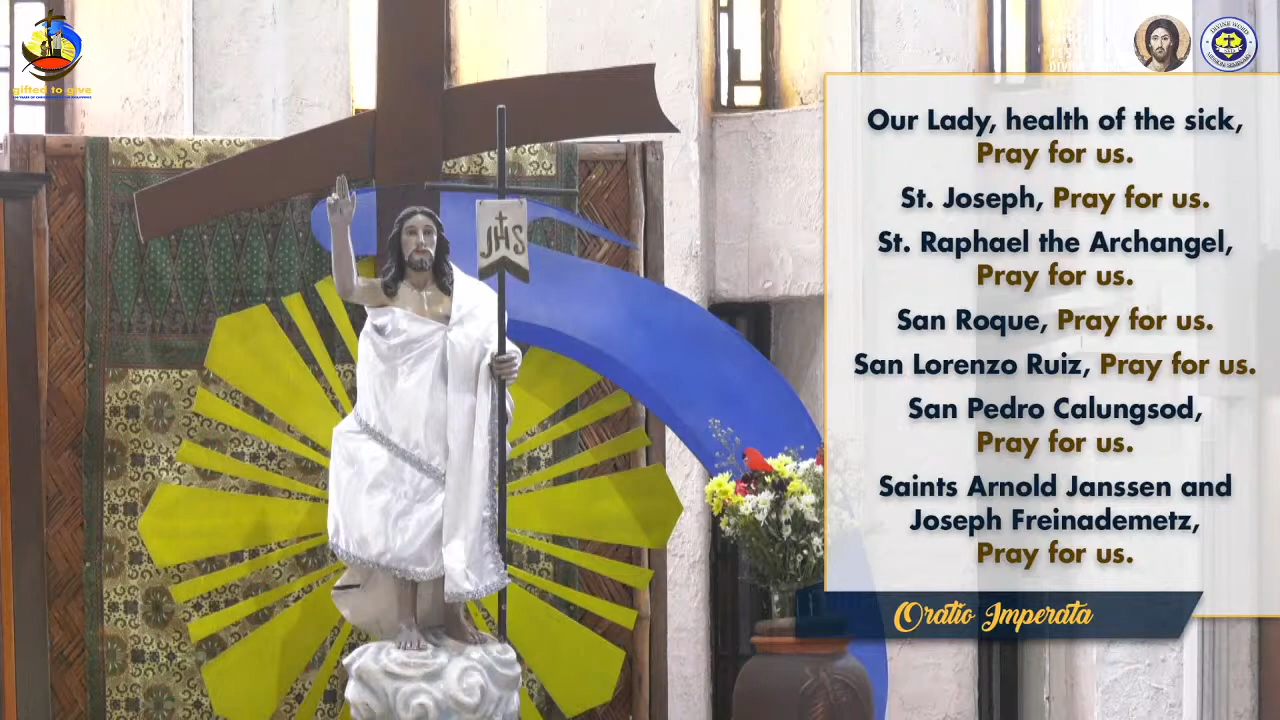 gifted to give
Our Lady, health of the sick,
Pray for us.
St. Joseph, Pray for us.
St. Raphael the Archangel,
Pray for us.
San Roque, Pray for us.
San Lorenzo Ruiz, Pray for us.
San Pedro Calungsod,
Pray for us.
Saints Arnold Janssen and
Joseph Freinademetz,
Pray for us.
Oratio Imperata
JHS